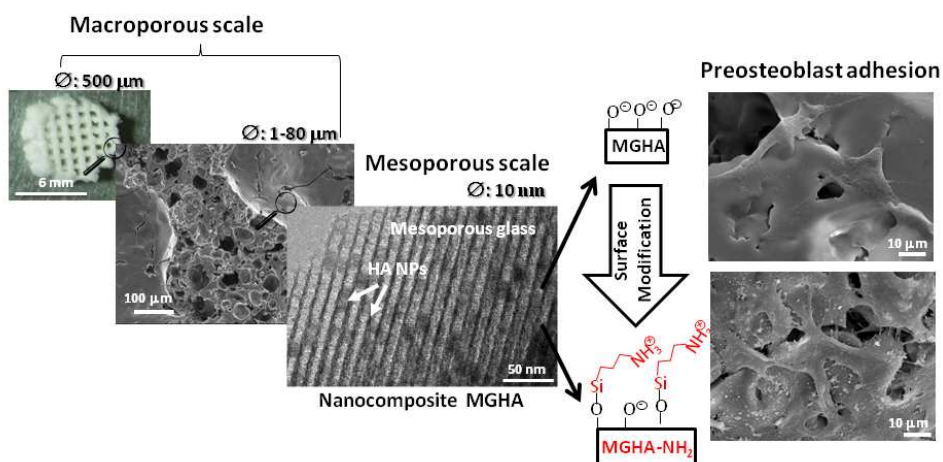 Macroporous scale
Ø: 500 µm
6 mm
Ø: 1-80 µm
100 µm
Mesoporous scale
Ø: 10 nm
Mesoporous glass
HA NPs
50 nm
Nanocomposite MGHA
O⊖ O⊖ O⊖
MGHA
Surface
Modification
NH₃⊕ NH₃⊕
Si Si
O O⊖ O
MGHA-NH₂
Preosteoblast adhesion
10 µm
10 µm